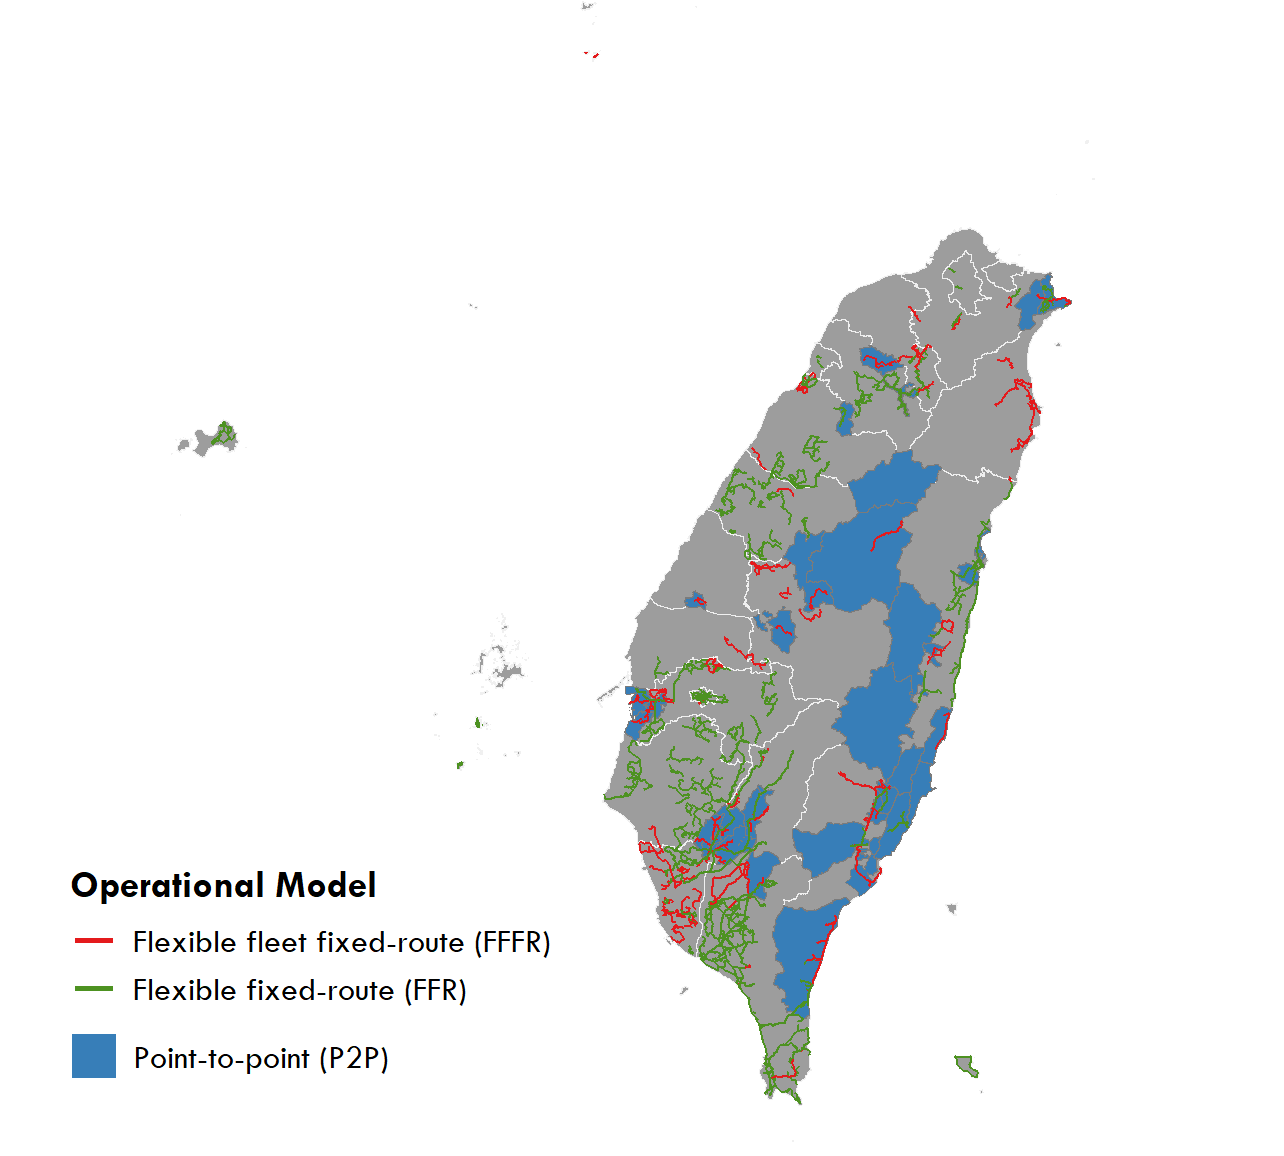 Operational Model
Flexible fleet fixed-route (FFFR)
Flexible fixed-route (FFR)
Point-to-point (P2P)